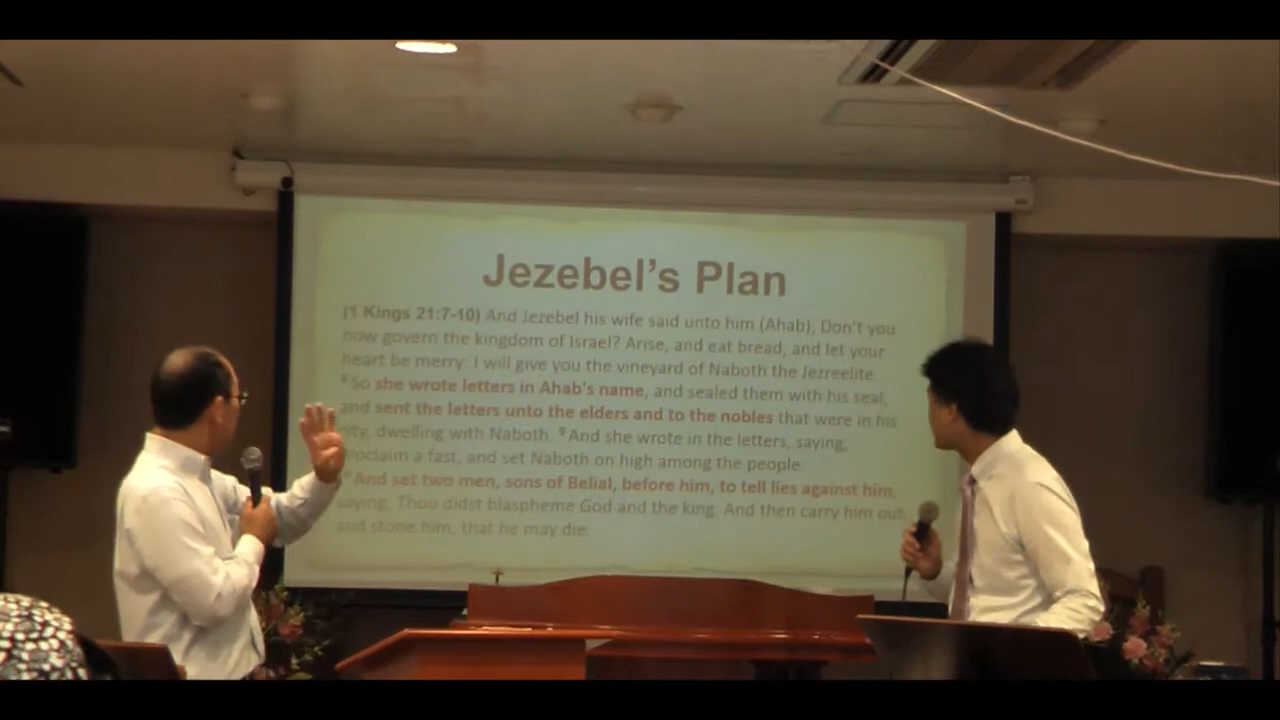 Jezebel's Plan
(1 Kings 21:7-10) And Jezebel his wife said unto him (Ahab), Don't you
now govern the kingdom of Israel? Arise, and eat bread, and let your
heart be merry: I will give you the vineyard of Naboth the Jezreelite.
8 So she wrote letters in Ahab's name, and sealed them with his seal,
and sent the letters unto the elders and to the nobles that were in his
city, dwelling with Naboth. 9 And she wrote in the letters, saying,
Proclaim a fast, and set Naboth on high among the people:
And set two men, sons of Belial, before him, to tell lies against him,
saying, Thou didst blaspheme God and the king. And then carry him out,
and stone him, that he may die.